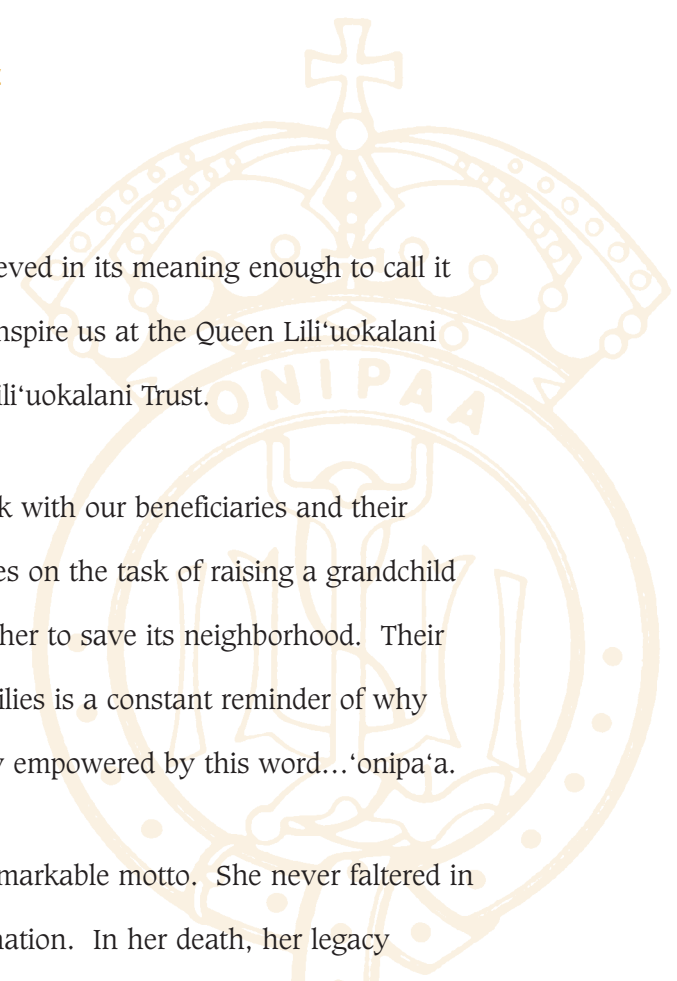 ONIPAA
eved in its meaning enough to call it
nspire us at the Queen Lili‘uokalani
ili‘uokalani Trust.
k with our beneficiaries and their
es on the task of raising a grandchild
her to save its neighborhood.  Their
ilies is a constant reminder of why
y empowered by this word…‘onipa‘a.
markable motto.  She never faltered in
nation.  In her death, her legacy